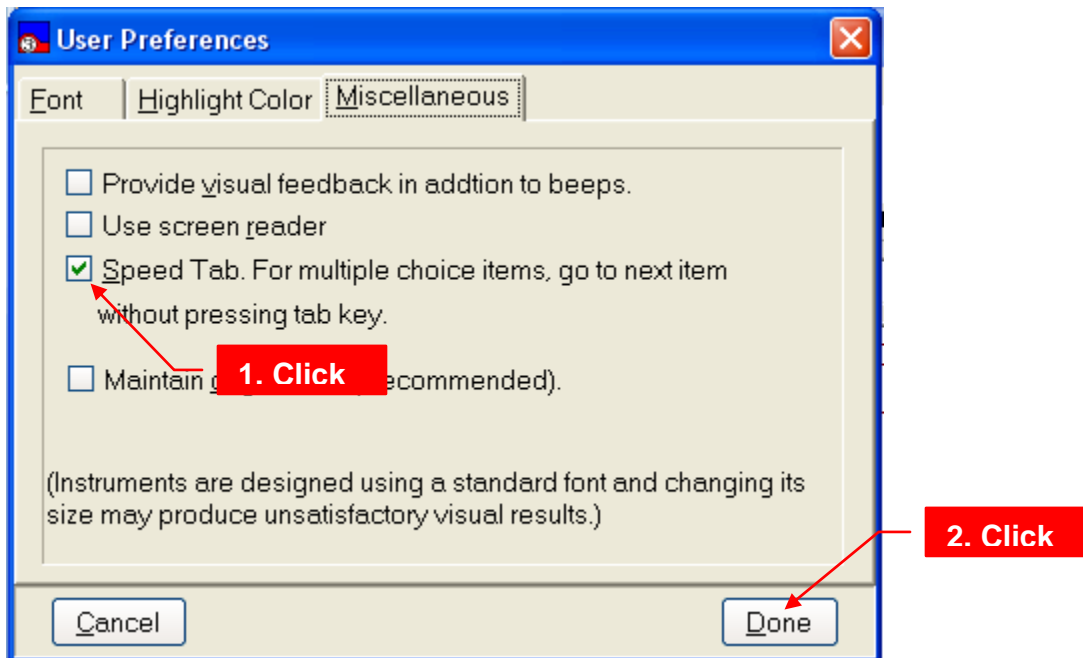 User Preferences
Font Highlight Color Miscellaneous
Provide visual feedback in addtion to beeps.
Use screen reader
Speed Tab. For multiple choice items, go to next item
without pressing tab key.
1. Click
Maintain ecommended).
(Instruments are designed using a standard font and changing its
size may produce unsatisfactory visual results.)
2. Click
Cancel Done